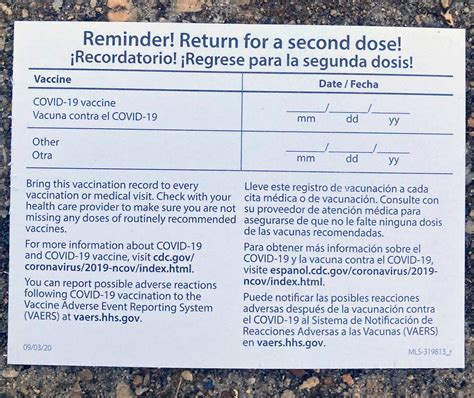 Reminder! Return for a second dose!
¡Recordatorio! ¡Regrese para la segunda dosis!
Vaccine Date / Fecha
COVID-19 vaccine
Vacuna contra el COVID-19
____/____/____
mm dd yy
Other
Otra
____/____/____
mm dd yy
Bring this vaccination record to every
vaccination or medical visit. Check with your
health care provider to make sure you are not
missing any doses of routinely recommended
vaccines.
For more information about COVID-19
and COVID-19 vaccine, visit cdc.gov/
coronavirus/2019-ncov/index.html.
You can report possible adverse reactions
following COVID-19 vaccination to the
Vaccine Adverse Event Reporting System
(VAERS) at vaers.hhs.gov.
Lleve este registro de vacunación a cada
cita médica o de vacunación. Consulte con
su proveedor de atención médica para
asegurarse de que no le falte ninguna dosis
de las vacunas recomendadas.
Para obtener más información sobre el
COVID-19 y la vacuna contra el COVID-19,
visite espanol.cdc.gov/coronavirus/2019-
ncov/index.html.
Puede notificar las posibles reacciones
adversas después de la vacunación contra
el COVID-19 al Sistema de Notificación de
Reacciones Adversas a las Vacunas (VAERS)
en vaers.hhs.gov.
09/03/20
MLS-319813_r